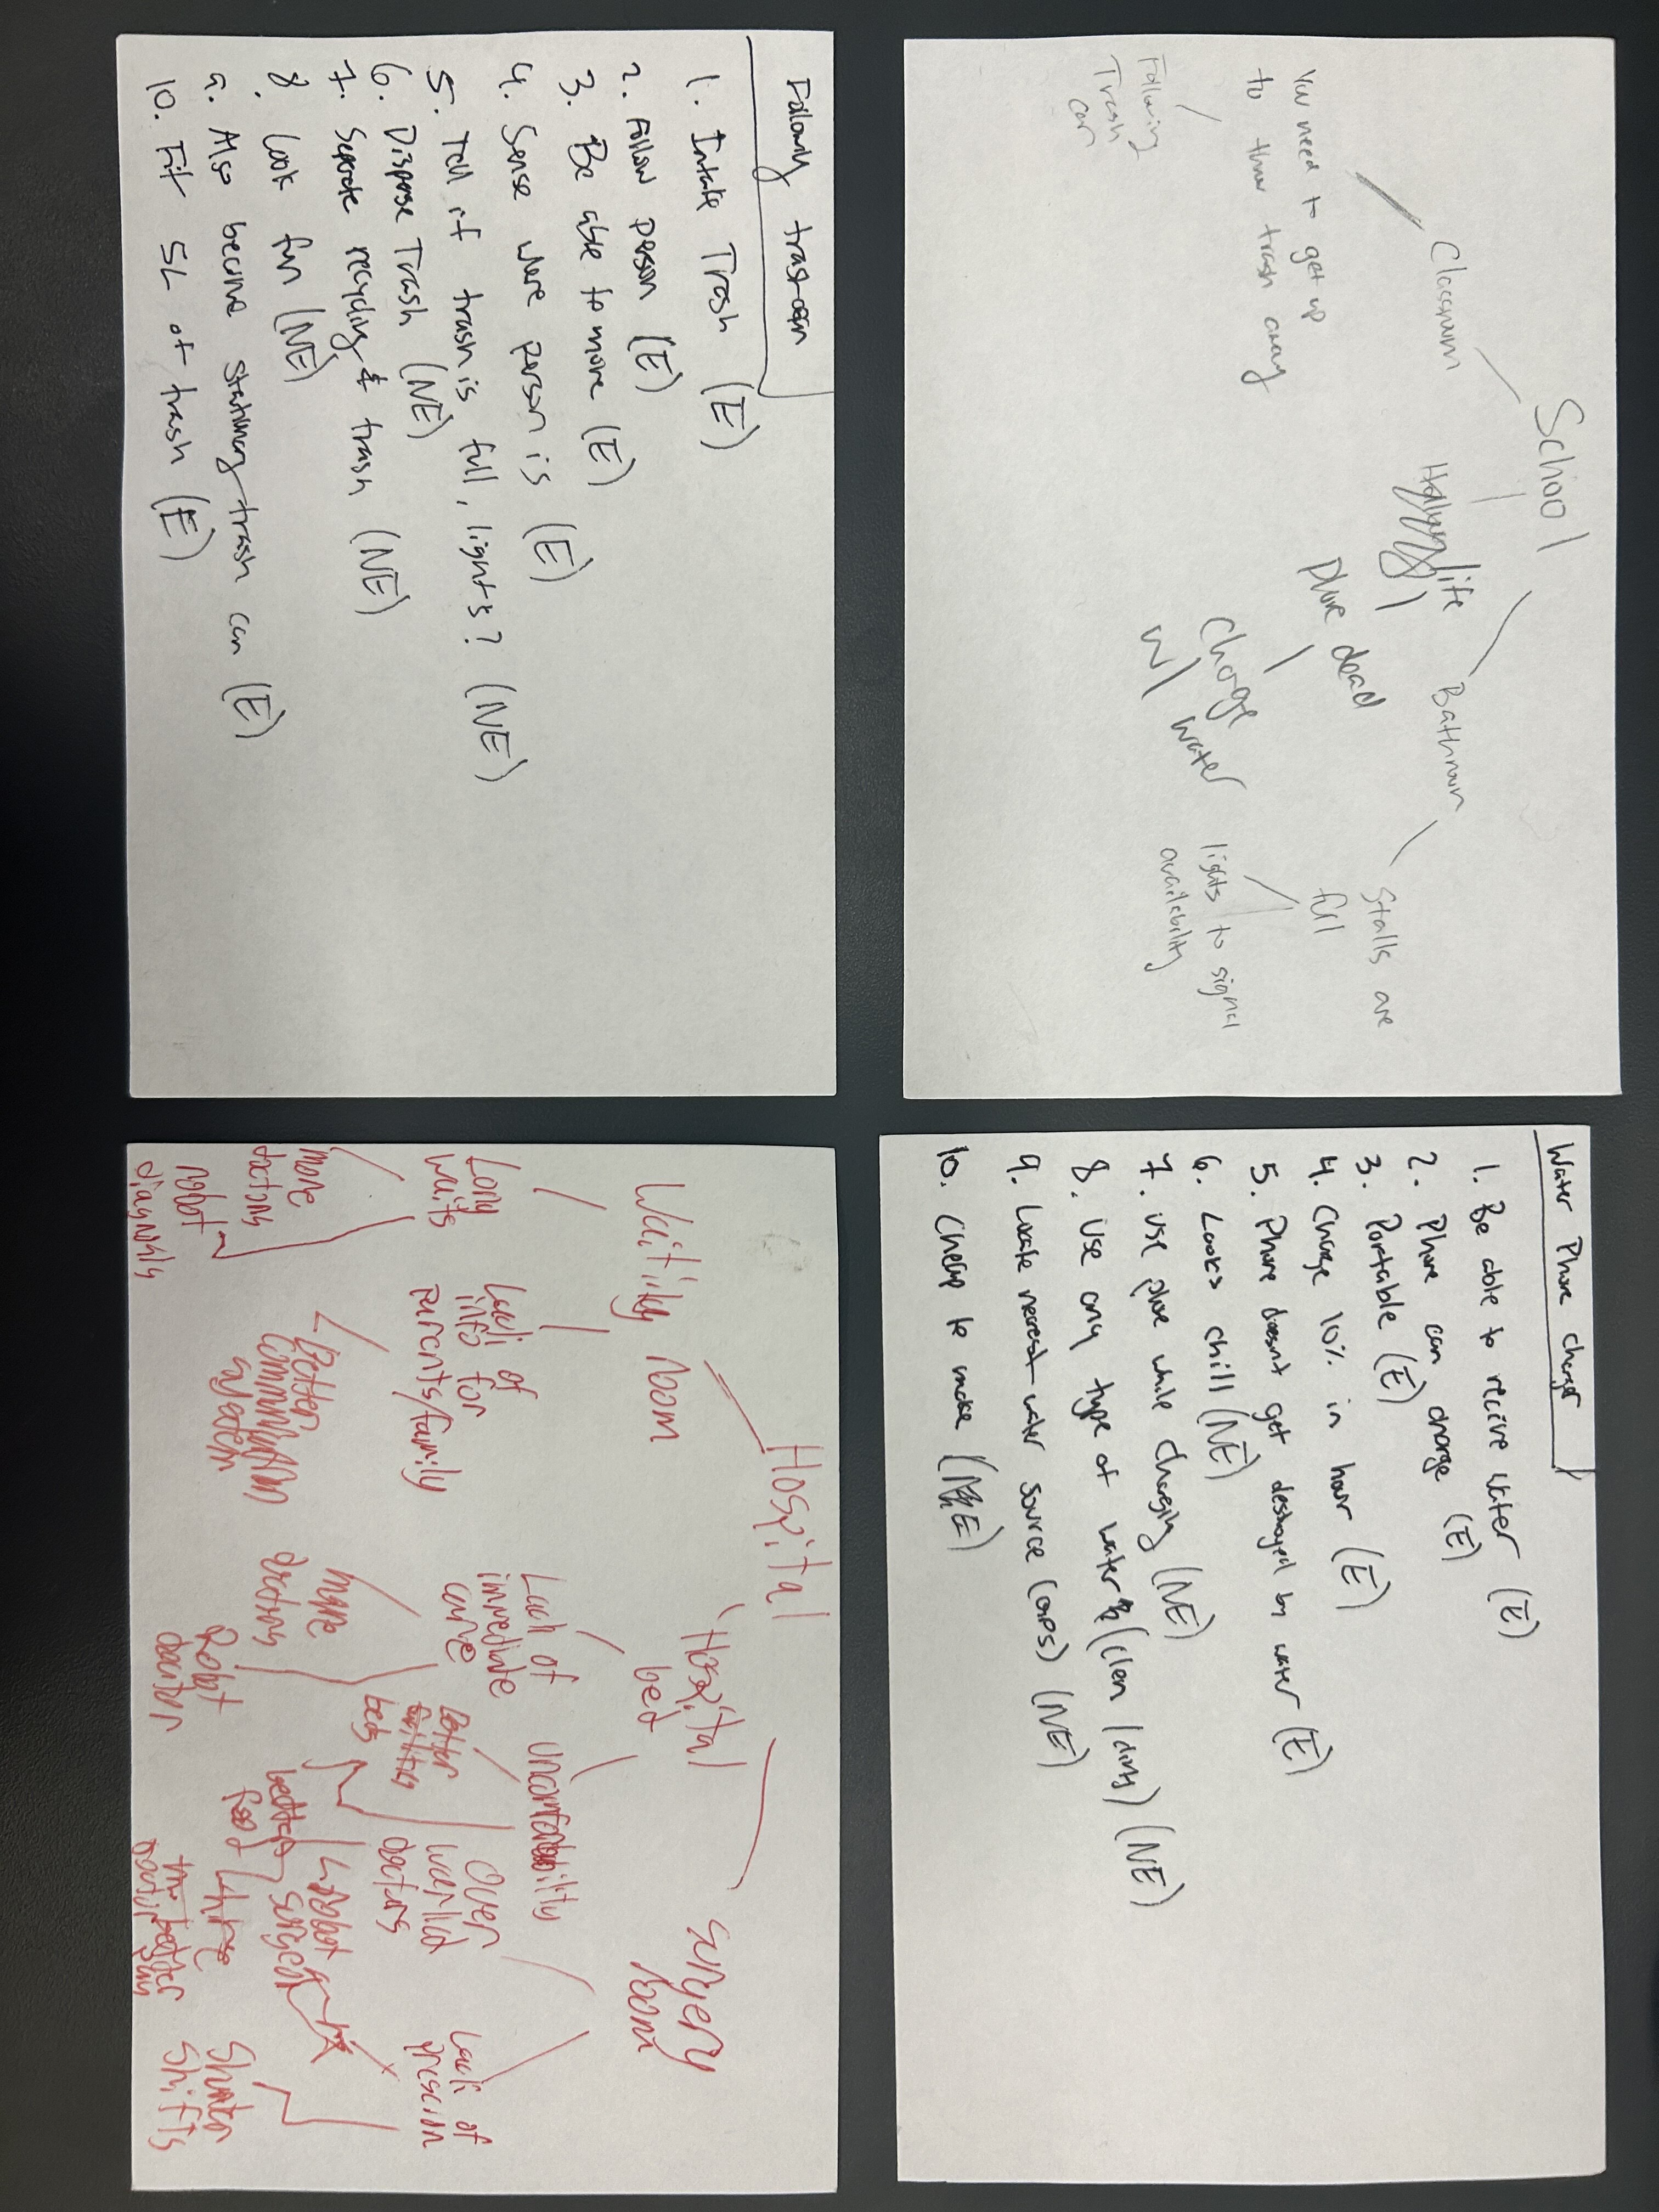 School
Classroom
You need to get up
to throw trash away
Following
Trash
can
life
Phone dead
Charge
w/ water
Bathroom
Stalls are
full
lights to signal
availability
Water Phone charger
1. Be able to recive water (E)
2. Phone can charge (E)
3. Portable (E)
4. Charge 10% in hour (E)
5. Phone doesnt get destroyed by water (E)
6. Looks chill (NE)
7. Use phone while charging (NE)
8. Use any type of water (clean / dirty) (NE)
9. Locate nearest water source (GPS) (NE)
10. Cheap to make (NE)
Following trash can
1. Intake Trash (E)
2. Follow person (E)
3. Be able to move (E)
4. Sense where person is (E)
5. Tell if trash is full, lights? (NE)
6. Dispose Trash (NE)
7. Seperate recycling & trash (NE)
8. Look fun (NE)
9. Also become stationary trash can (E)
10. Fit 5L of trash (E)
Hospital
Waiting room
Long
waits
more
doctors
robot
diagnosis
Lack of
info for
parents/family
Better
communication
system
Hospital
bed
Lack of
immediate
care
more
doctors
Robot
doctor
uncomfortability
Better
beds
better
food
Surgery
room
Over
worked
doctors
Robot
surgeon
hire
better
pay
Lack of
prescion
Shorter
Shifts